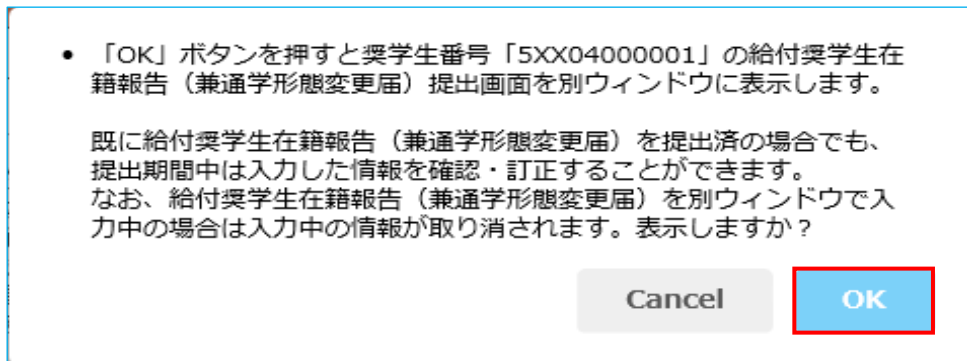 • 「OK」ボタンを押すと奨学生番号「5XX04000001」の給付奨学生在
籍報告（兼通学形態変更届）提出画面を別ウィンドウに表示します。
既に給付奨学生在籍報告（兼通学形態変更届）を提出済の場合でも、
提出期間中は入力した情報を確認・訂正することができます。
なお、給付奨学生在籍報告（兼通学形態変更届）を別ウィンドウで入
力中の場合は入力中の情報が取り消されます。表示しますか？
Cancel OK